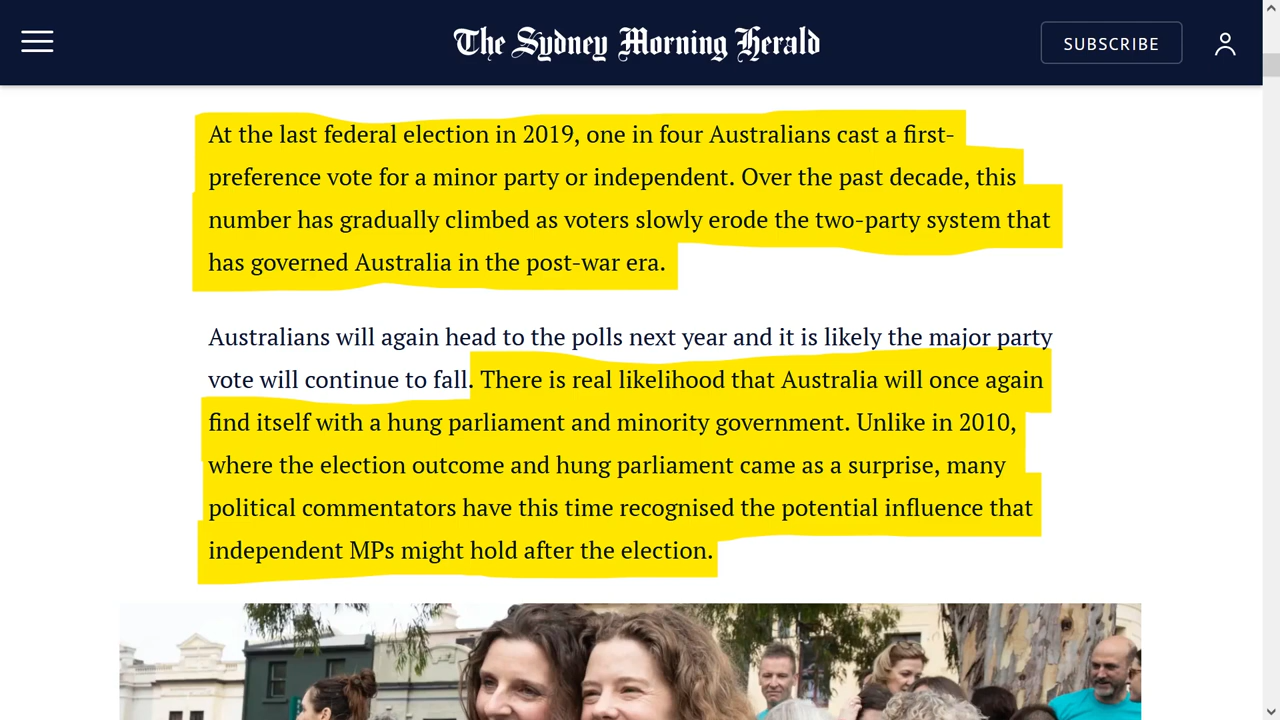 The Sydney Morning Herald
SUBSCRIBE
At the last federal election in 2019, one in four Australians cast a first-
preference vote for a minor party or independent. Over the past decade, this
number has gradually climbed as voters slowly erode the two-party system that
has governed Australia in the post-war era.
Australians will again head to the polls next year and it is likely the major party
vote will continue to fall. There is real likelihood that Australia will once again
find itself with a hung parliament and minority government. Unlike in 2010,
where the election outcome and hung parliament came as a surprise, many
political commentators have this time recognised the potential influence that
independent MPs might hold after the election.